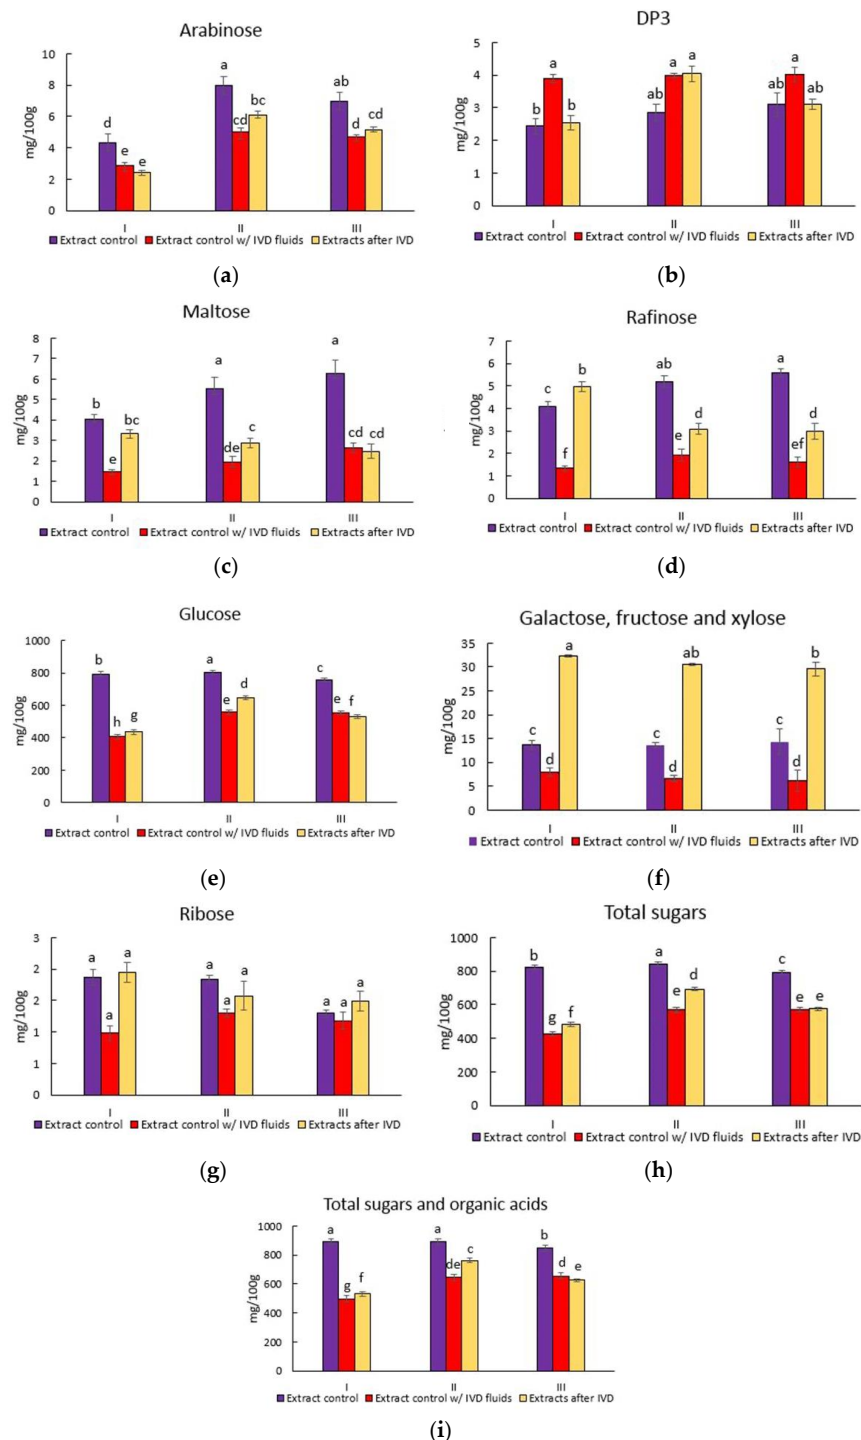 Arabinose
10
8
6
4
2
0
mg/100g
d
e
e
a
cd
bc
ab
d
cd
I
II
III
Extract control
Extract control w/ IVD fluids
Extracts after IVD
(a)
DP3
5
4
3
2
1
0
mg/100g
b
a
b
ab
a
a
ab
a
ab
I
II
III
Extract control
Extract control w/ IVD fluids
Extracts after IVD
(b)
Maltose
8
7
6
5
4
3
2
1
0
mg/100g
b
e
bc
a
de
c
a
cd
cd
I
II
III
Extract control
Extract control w/ IVD fluids
Extracts after IVD
(c)
Rafinose
7
6
5
4
3
2
1
0
mg/100g
c
f
b
ab
e
d
a
ef
d
I
II
III
Extract control
Extract control w/ IVD fluids
Extracts after IVD
(d)
Glucose
1000
800
600
400
200
0
mg/100g
b
h
g
a
e
d
c
e
f
I
II
III
Extract control
Extract control w/ IVD fluids
Extracts after IVD
(e)
Galactose, fructose and xylose
35
30
25
20
15
10
5
0
mg/100g
c
d
a
c
d
ab
c
d
b
I
II
III
Extract control
Extract control w/ IVD fluids
Extracts after IVD
(f)
Ribose
3
2
2
1
1
0
mg/100g
a
a
a
a
a
a
a
a
a
I
II
III
Extract control
Extract control w/ IVD fluids
Extracts after IVD
(g)
Total sugars
1000
800
600
400
200
0
mg/100g
b
g
f
a
e
d
c
e
e
I
II
III
Extract control
Extract control w/ IVD fluids
Extracts after IVD
(h)
Total sugars and organic acids
1000
800
600
400
200
0
mg/100g
a
g
f
a
de
c
b
d
e
I
II
III
Extract control
Extract control w/ IVD fluids
Extracts after IVD
(i)